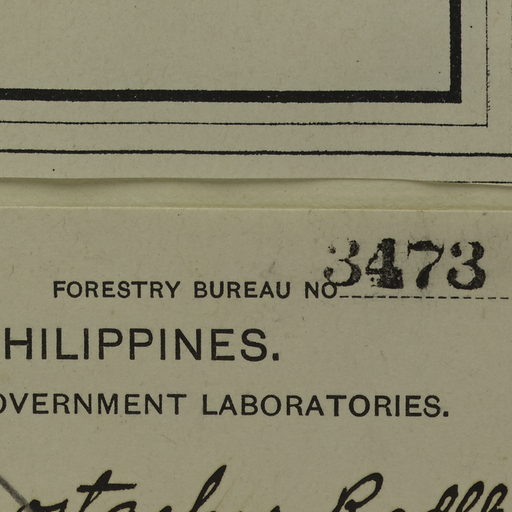 FORESTRY BUREAU NO 3473
HILIPPINES.
OVERNMENT LABORATORIES.